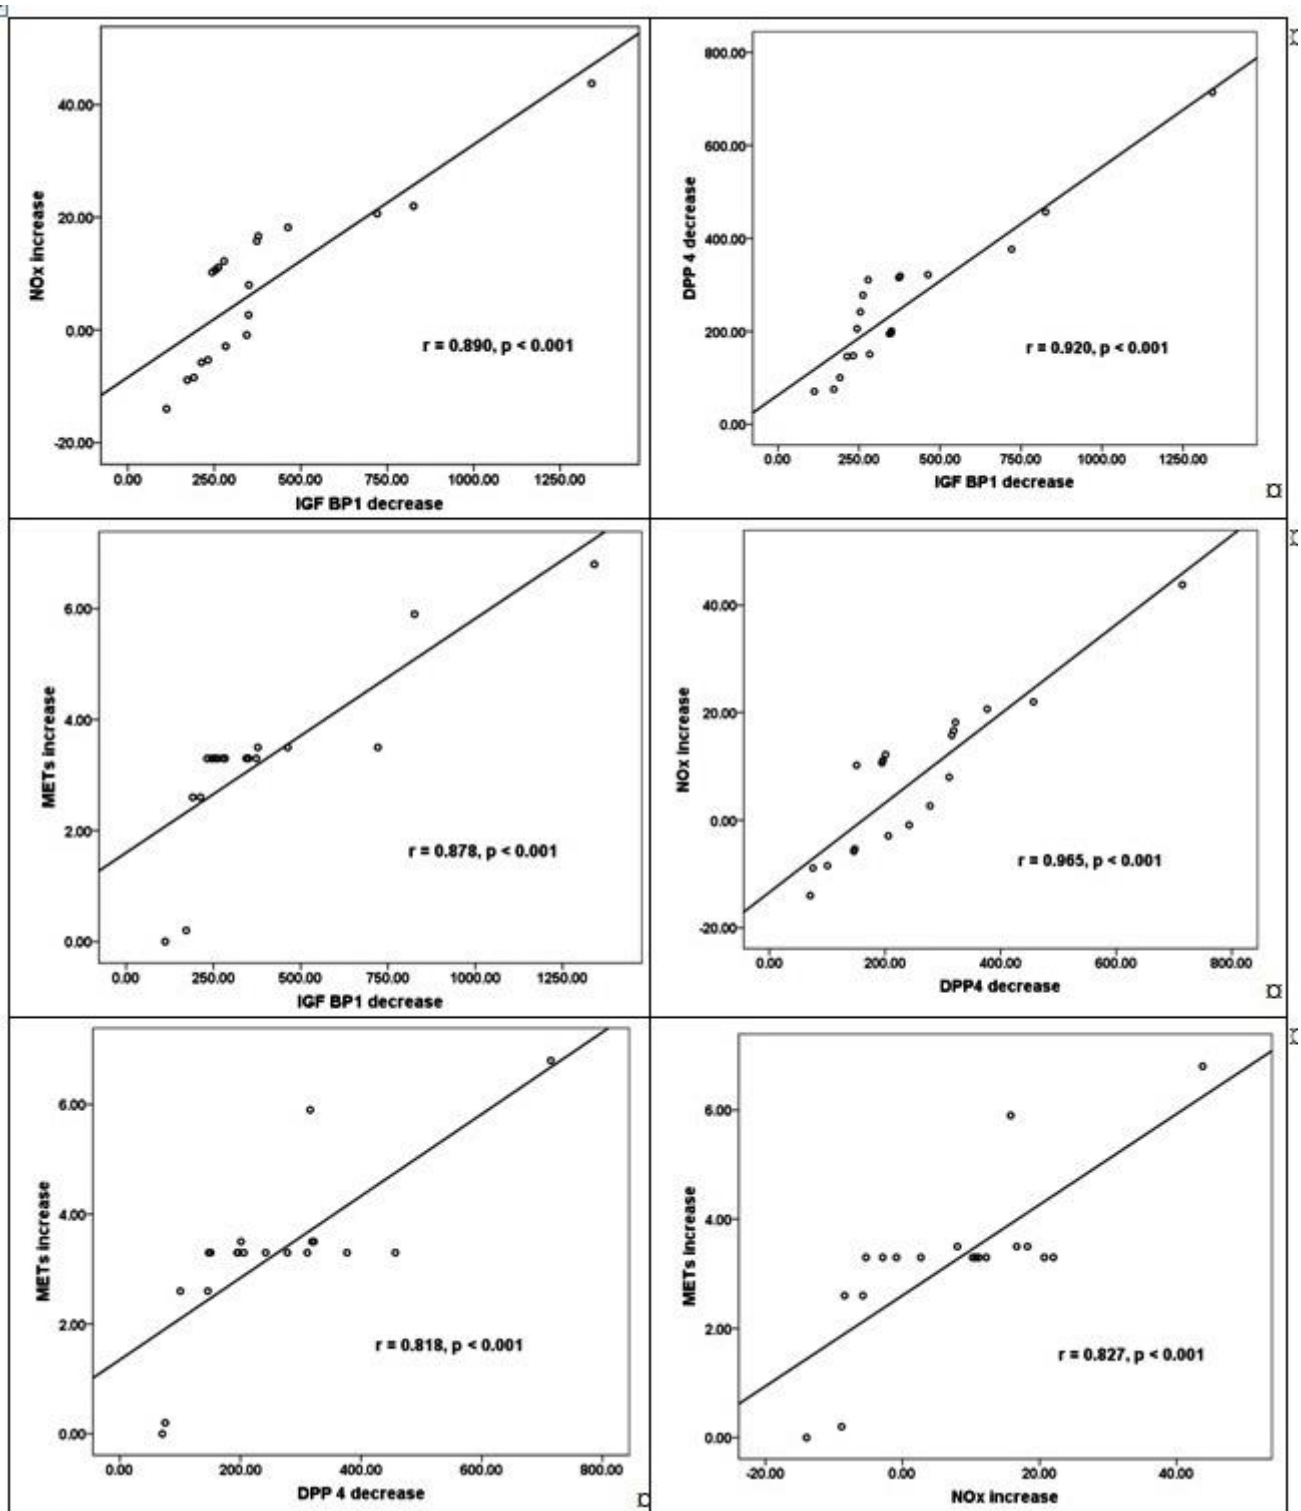 40.00
20.00
0.00
-20.00
NOx increase
r = 0.890, p < 0.001
0.00 250.00 500.00 750.00 1000.00 1250.00
IGF BP1 decrease
800.00
600.00
400.00
200.00
0.00
DPP 4 decrease
r = 0.920, p < 0.001
0.00 250.00 500.00 750.00 1000.00 1250.00
IGF BP1 decrease
¤
¤
6.00
4.00
2.00
0.00
METs increase
r = 0.878, p < 0.001
0.00 250.00 500.00 750.00 1000.00 1250.00
IGF BP1 decrease
40.00
20.00
0.00
-20.00
NOx increase
r = 0.965, p < 0.001
0.00 200.00 400.00 600.00 800.00
DPP4 decrease
¤
¤
6.00
4.00
2.00
0.00
METs increase
r = 0.818, p < 0.001
0.00 200.00 400.00 600.00 800.00
DPP 4 decrease
¤
6.00
4.00
2.00
0.00
METs increase
r = 0.827, p < 0.001
-20.00 0.00 20.00 40.00
NOx increase
¤